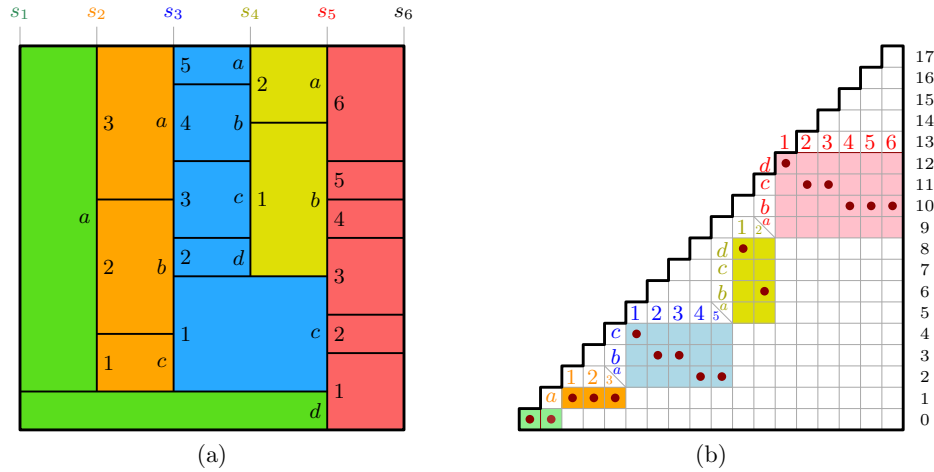 s1 s2 s3 s4 s5 s6
5 a 2 a
3 a 4 b 6
5
a 3 c 1 b 4
2 b 2 d 3
1 c 1 c 2
1
d
(a)
17
16
15
14
1 2 3 4 5 6 13
d 12
c 11
b 10
1 2 a 9
d 8
c 7
b 6
1 2 3 4 5 a 5
c 4
b 3
1 2 3 a 2
a 1
0
(b)